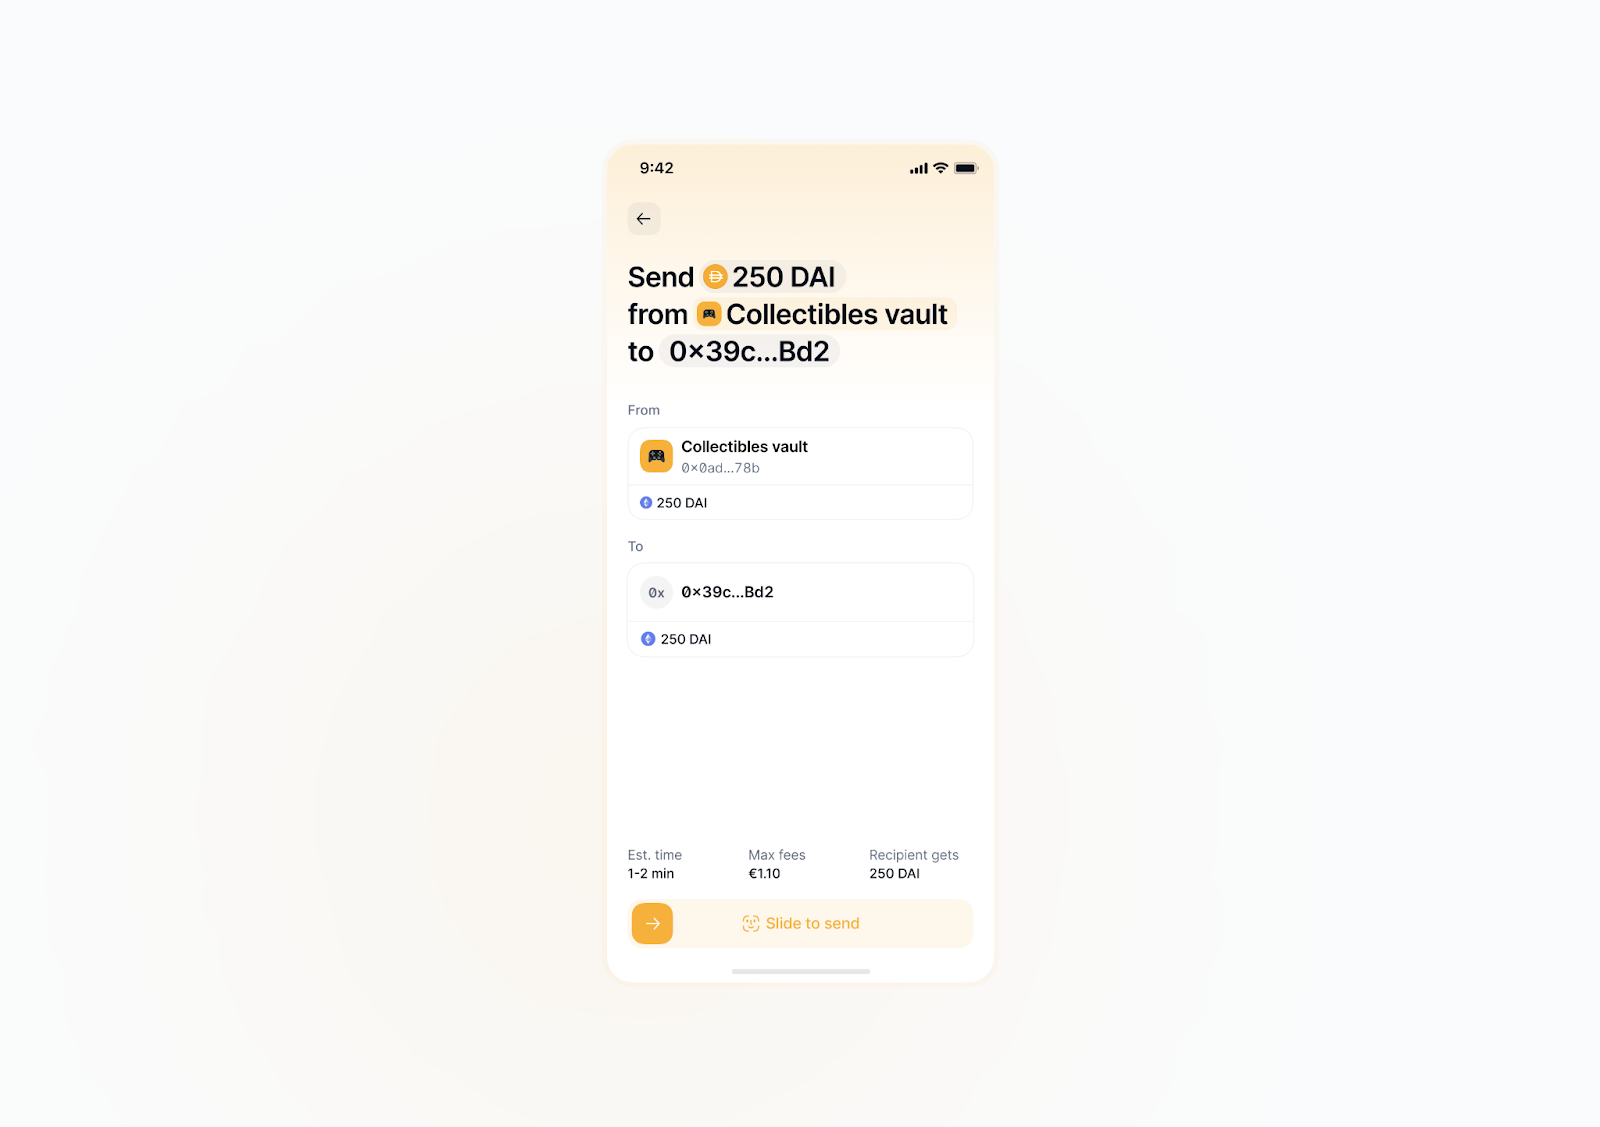 9:42
Send 250 DAI
from Collectibles vault
to 0×39c...Bd2
From
Collectibles vault
0×0ad...78b
250 DAI
To
0x 0×39c...Bd2
250 DAI
Est. time Max fees Recipient gets
1-2 min €1.10 250 DAI
Slide to send